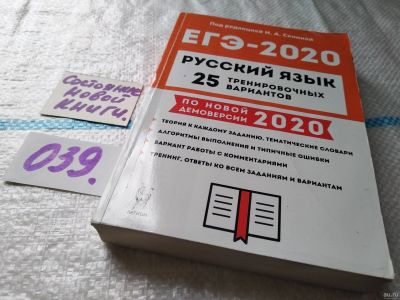 Под редакцией Н. А. Сениной
ЕГЭ-2020
РУССКИЙ ЯЗЫК
25 ТРЕНИРОВОЧНЫХ
ВАРИАНТОВ
ПО НОВОЙ
ДЕМОВЕРСИИ 2020
ТЕОРИЯ К КАЖДОМУ ЗАДАНИЮ, ТЕМАТИЧЕСКИЕ СЛОВАРИ
АЛГОРИТМЫ ВЫПОЛНЕНИЯ И ТИПИЧНЫЕ ОШИБКИ
ВАРИАНТ РАБОТЫ С КОММЕНТАРИЯМИ
ТРЕНИНГ, ОТВЕТЫ КО ВСЕМ ЗАДАНИЯМ И ВАРИАНТАМ
ЛЕГИОН
Состояние
новой
книги.
039.
au.ru